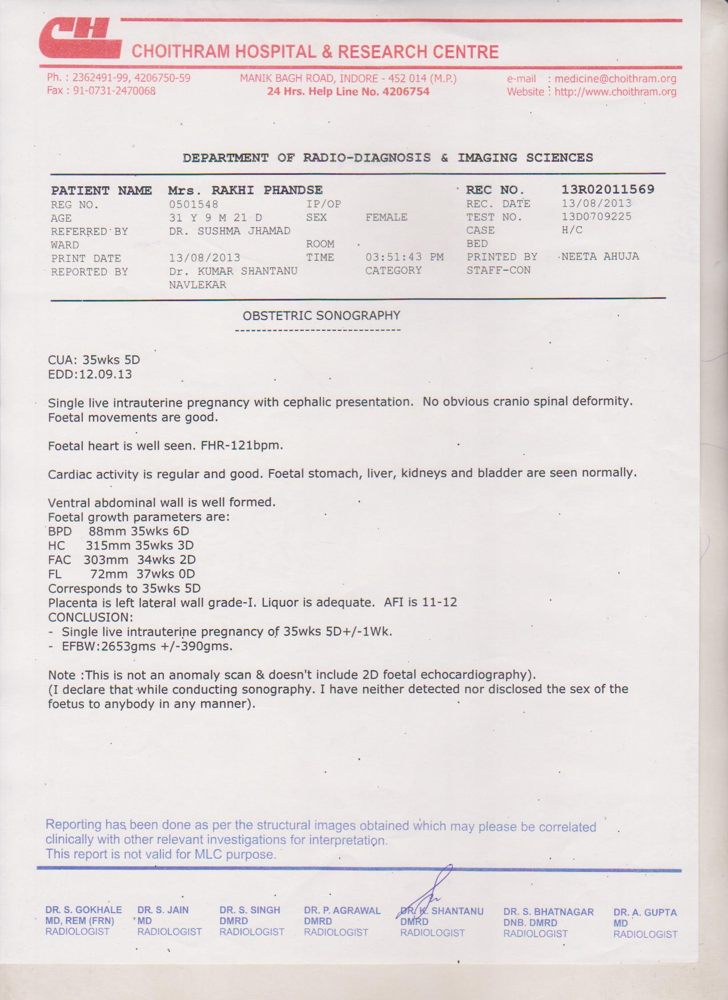 CH
CHOITHRAM HOSPITAL & RESEARCH CENTRE
Ph. : 2362491-99, 4206750-59 MANIK BAGH ROAD, INDORE - 452 014 (M.P.) e-mail : medicine@choithram.org
Fax : 91-0731-2470068 24 Hrs. Help Line No. 4206754 Website : http://www.choithram.org
DEPARTMENT OF RADIO-DIAGNOSIS & IMAGING SCIENCES
PATIENT NAME Mrs. RAKHI PHANDSE REC NO. 13R02011569
REG NO. 0501548 IP/OP REC. DATE 13/08/2013
AGE 31 Y 9 M 21 D SEX FEMALE TEST NO. 13D0709225
REFERRED BY DR. SUSHMA JHAMAD CASE H/C
WARD ROOM BED
PRINT DATE 13/08/2013 TIME 03:51:43 PM PRINTED BY NEETA AHUJA
REPORTED BY Dr. KUMAR SHANTANU CATEGORY STAFF-CON
NAVLEKAR
OBSTETRIC SONOGRAPHY
-------------------------------
CUA: 35wks 5D
EDD:12.09.13
Single live intrauterine pregnancy with cephalic presentation. No obvious cranio spinal deformity.
Foetal movements are good.
Foetal heart is well seen. FHR-121bpm.
Cardiac activity is regular and good. Foetal stomach, liver, kidneys and bladder are seen normally.
Ventral abdominal wall is well formed.
Foetal growth parameters are:
BPD 88mm 35wks 6D
HC 315mm 35wks 3D
FAC 303mm 34wks 2D
FL 72mm 37wks 0D
Corresponds to 35wks 5D
Placenta is left lateral wall grade-I. Liquor is adequate. AFI is 11-12
CONCLUSION:
- Single live intrauterine pregnancy of 35wks 5D+/-1Wk.
- EFBW:2653gms +/-390gms.
Note :This is not an anomaly scan & doesn't include 2D foetal echocardiography).
(I declare that while conducting sonography. I have neither detected nor disclosed the sex of the
foetus to anybody in any manner).
Reporting has been done as per the structural images obtained which may please be correlated
clinically with other relevant investigations for interpretation.
This report is not valid for MLC purpose.
DR. S. GOKHALE DR. S. JAIN DR. S. SINGH DR. P. AGRAWAL DR. K. SHANTANU DR. S. BHATNAGAR DR. A. GUPTA
MD, REM (FRN) MD DMRD DMRD DMRD DNB. DMRD MD
RADIOLOGIST RADIOLOGIST RADIOLOGIST RADIOLOGIST RADIOLOGIST RADIOLOGIST RADIOLOGIST